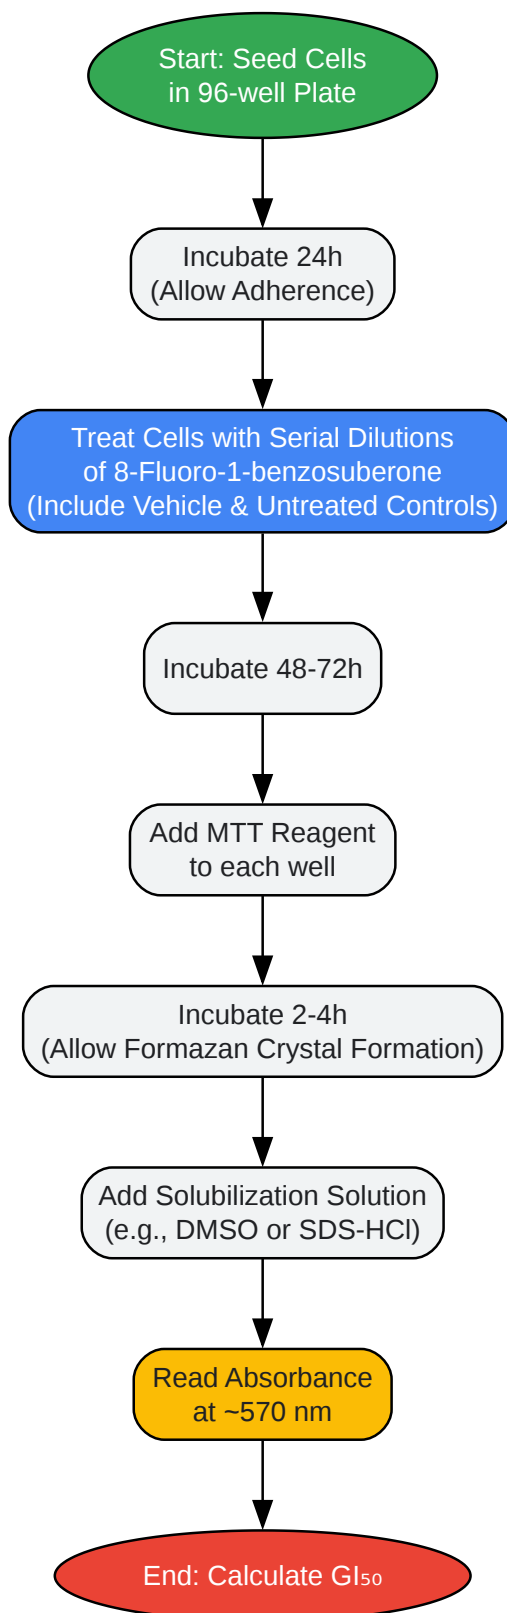 Start: Seed Cells
in 96-well Plate
Incubate 24h
(Allow Adherence)
Treat Cells with Serial Dilutions
of 8-Fluoro-1-benzosuberone
(Include Vehicle & Untreated Controls)
Incubate 48-72h
Add MTT Reagent
to each well
Incubate 2-4h
(Allow Formazan Crystal Formation)
Add Solubilization Solution
(e.g., DMSO or SDS-HCl)
Read Absorbance
at ~570 nm
End: Calculate GI₅₀